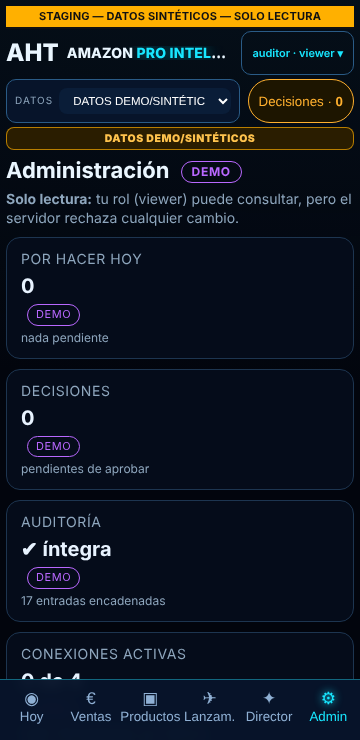 STAGING — DATOS SINTÉTICOS — SOLO LECTURA
AHT AMAZON PRO INTEL... auditor · viewer ▾
DATOS DATOS DEMO/SINTÉTIC Decisiones · 0
DATOS DEMO/SINTÉTICOS
Administración DEMO
Solo lectura: tu rol (viewer) puede consultar, pero el
servidor rechaza cualquier cambio.
POR HACER HOY
0
DEMO
nada pendiente
DECISIONES
0
DEMO
pendientes de aprobar
AUDITORÍA
✔ íntegra
DEMO
17 entradas encadenadas
CONEXIONES ACTIVAS
0 de 4
Hoy Ventas Productos Lanzam. Director Admin